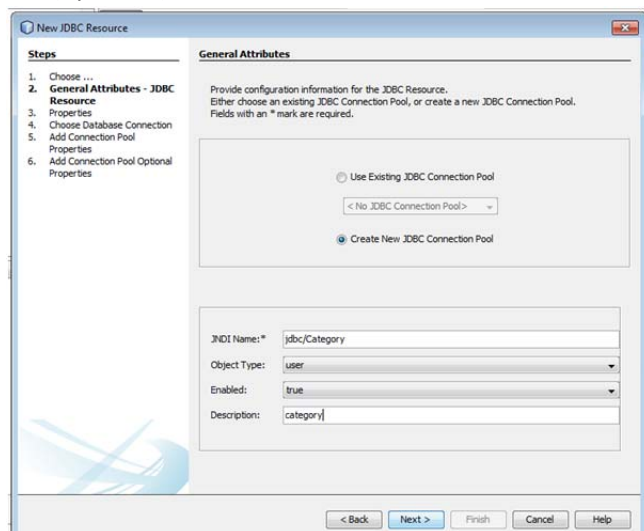 New JDBC Resource
Steps
1. Choose ...
2. General Attributes - JDBC
Resource
3. Properties
4. Choose Database Connection
5. Add Connection Pool
Properties
6. Add Connection Pool Optional
Properties
General Attributes
Provide configuration information for the JDBC Resource.
Either choose an existing JDBC Connection Pool, or create a new JDBC Connection Pool.
Fields with an * mark are required.
Use Existing JDBC Connection Pool
< No JDBC Connection Pool>
Create New JDBC Connection Pool
JNDI Name:* jdbc/Category
Object Type: user
Enabled: true
Description: category
< Back Next > Finish Cancel Help